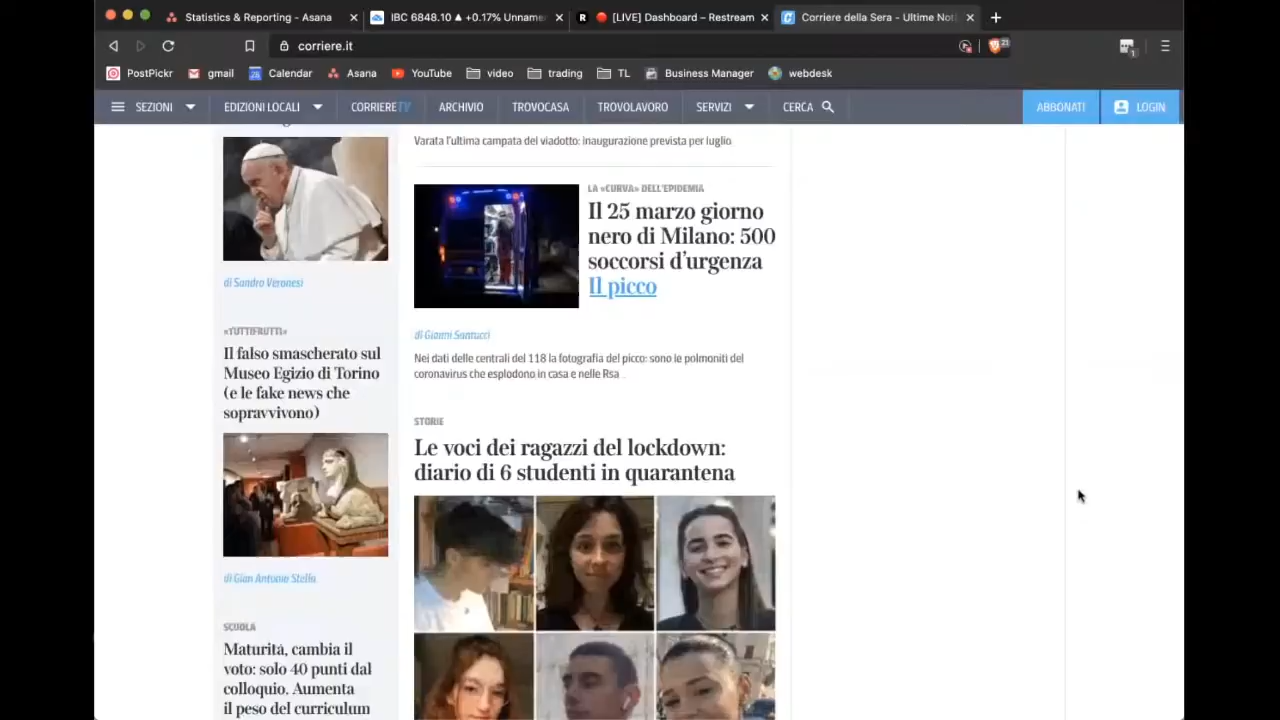 Statistics & Reporting - Asana
IBC 6848.10 ▲ +0.17% Unname
R
[LIVE] Dashboard – Restream
Corriere della Sera - Ultime Noti
corriere.it
21
1
PostPickr
gmail
Calendar
Asana
YouTube
video
trading
TL
Business Manager
webdesk
SEZIONI
EDIZIONI LOCALI
CORRIERETV
ARCHIVIO
TROVOCASA
TROVOLAVORO
SERVIZI
CERCA
ABBONATI
LOGIN
di Sandro Veronesi
«TUTTIFRUTTI»
Il falso smascherato sul
Museo Egizio di Torino
(e le fake news che
sopravvivono)
di Gian Antonio Stella
SCUOLA
Maturità, cambia il
voto: solo 40 punti dal
colloquio. Aumenta
il peso del curriculum
Varata l'ultima campata del viadotto: inaugurazione prevista per luglio
LA «CURVA» DELL'EPIDEMIA
Il 25 marzo giorno
nero di Milano: 500
soccorsi d'urgenza
Il picco
di Gianni Santucci
Nei dati delle centrali del 118 la fotografia del picco: sono le polmoniti del
coronavirus che esplodono in casa e nelle Rsa
STORIE
Le voci dei ragazzi del lockdown:
diario di 6 studenti in quarantena